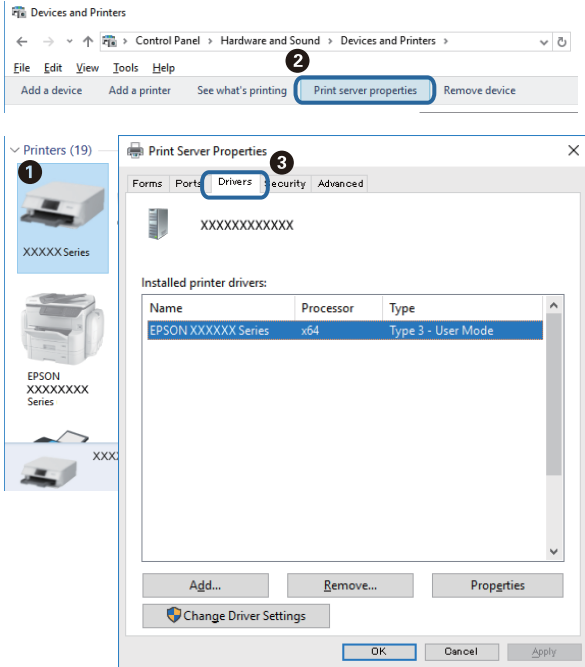 Devices and Printers
Control Panel > Hardware and Sound > Devices and Printers >
File Edit View Tools Help
2
Add a device Add a printer See what's printing Print server properties Remove device
Printers (19)
1
XXXXX Series
EPSON
XXXXXXXX
Series
XXX
Print Server Properties
3
Forms Ports Drivers Security Advanced
XXXXXXXXXXXX
Installed printer drivers:
Name Processor Type
EPSON XXXXXX Series x64 Type 3 - User Mode
Add... Remove... Properties
Change Driver Settings
OK Cancel Apply